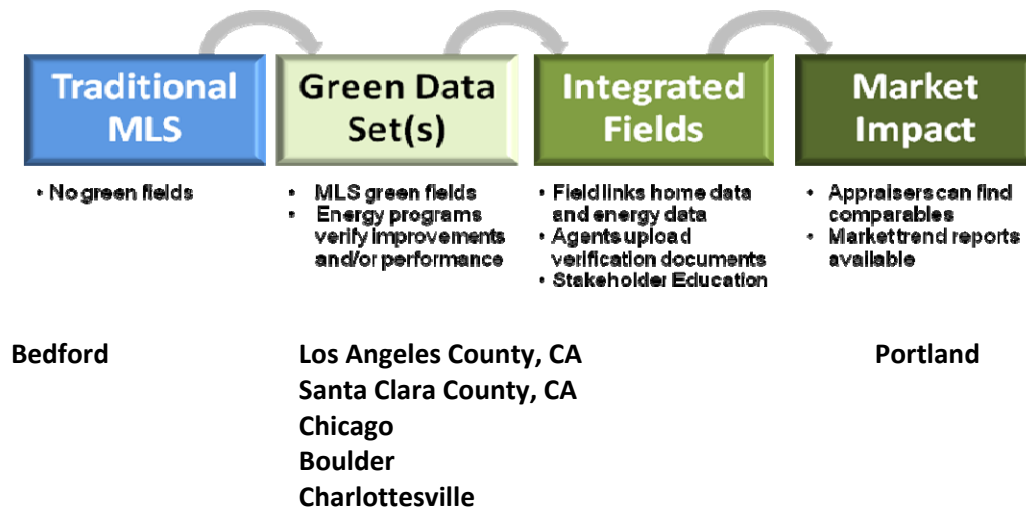 Traditional
MLS
Green Data
Set(s)
Integrated
Fields
Market
Impact
• No green fields
• MLS green fields
• Energy programs
verify improvements
and/or performance
• Field links home data
and energy data
• Agents upload
verification documents
• Stakeholder Education
• Appraisers can find
comparables
• Market trend reports
available
Bedford
Los Angeles County, CA
Santa Clara County, CA
Chicago
Boulder
Charlottesville
Portland